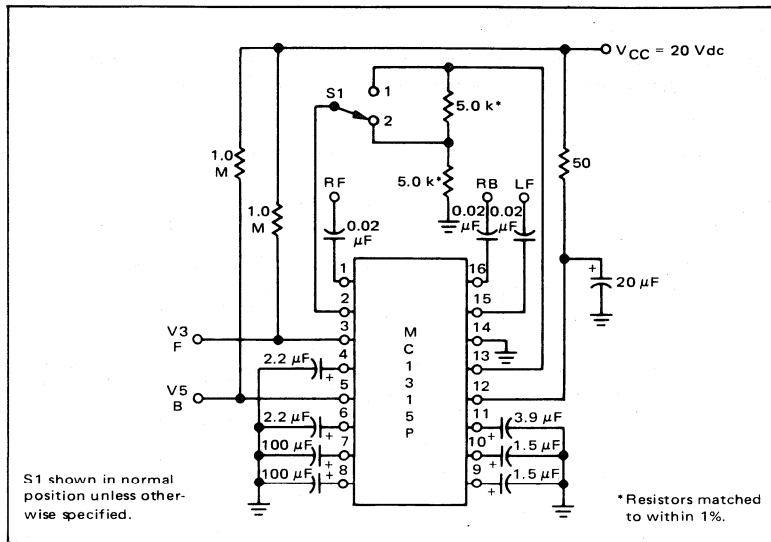 V CC = 20 Vdc
S1
1
2
5.0 k*
5.0 k*
50
1.0
M
1.0
M
RF
0.02
µF
RB
0.02
µF
LF
0.02
µF
+
20 µF
1
2
3
4
5
6
7
8
MC1315P
16
15
14
13
12
11
10
9
V3
F
V5
B
2.2 µF
+
2.2 µF
+
100 µF
+
100 µF
+
3.9 µF
+
1.5 µF
+
1.5 µF
+
S1 shown in normal
position unless other-
wise specified.
*Resistors matched
to within 1%.